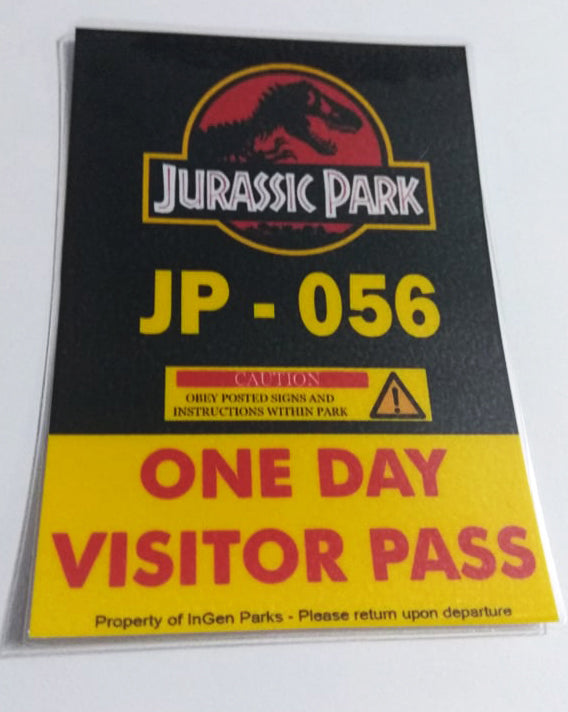 JURASSIC PARK
JP - 056
CAUTION
OBEY POSTED SIGNS AND
INSTRUCTIONS WITHIN PARK
!
ONE DAY
VISITOR PASS
Property of InGen Parks - Please return upon departure